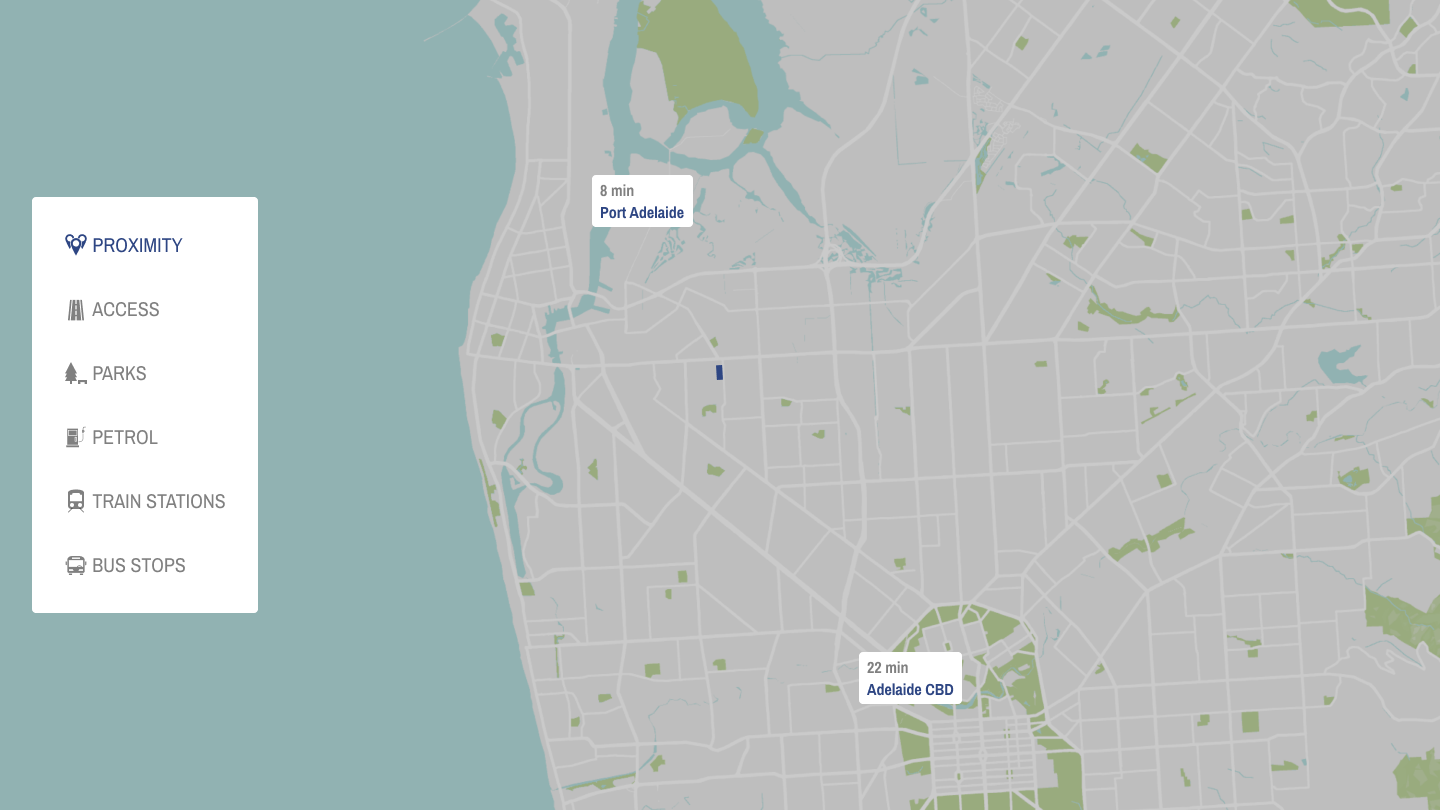 PROXIMITY
ACCESS
PARKS
PETROL
TRAIN STATIONS
BUS STOPS
8 min
Port Adelaide
22 min
Adelaide CBD